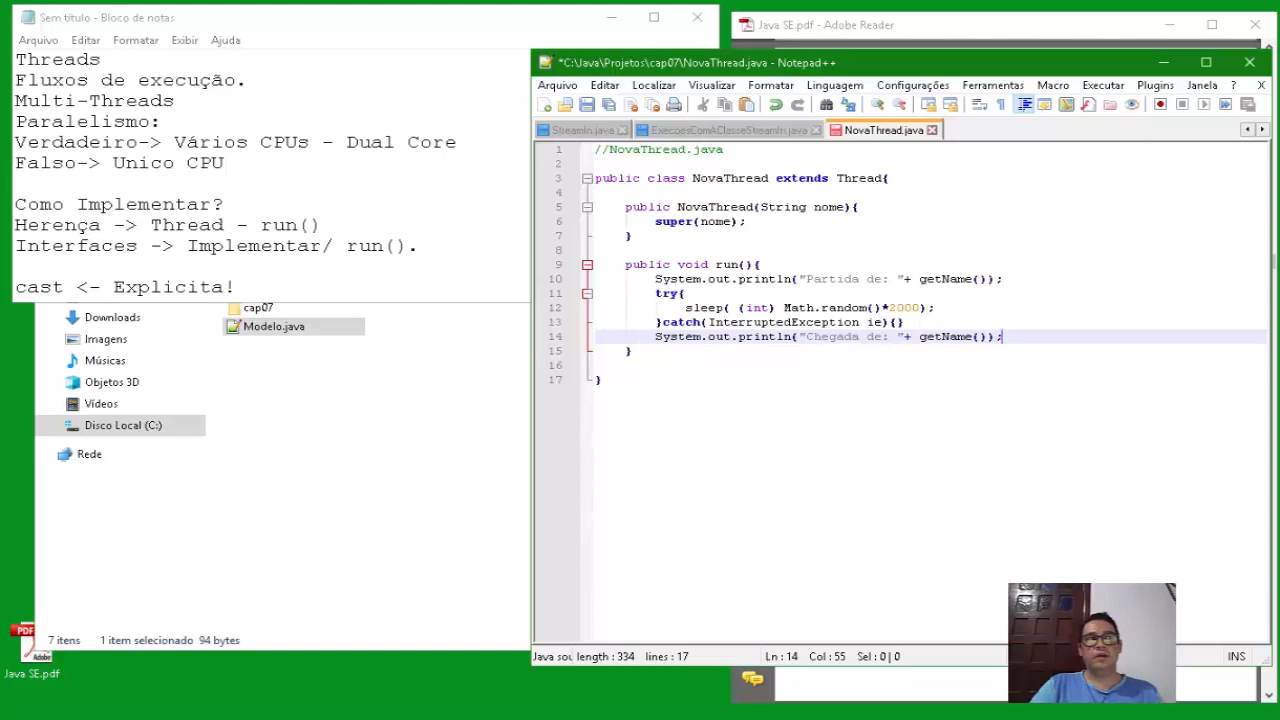 Sem título - Bloco de notas
Arquivo Editar Formatar Exibir Ajuda
Threads
Fluxos de execução.
Multi-Threads
Paralelismo:
Verdadeiro-> Vários CPUs - Dual Core
Falso-> Unico CPU
Como Implementar?
Herença -> Thread - run()
Interfaces -> Implementar/ run().
cast <- Explicita!
Java SE.pdf - Adobe Reader
*C:\Java\Projetos\cap07\NovaThread.java - Notepad++
Arquivo Editar Localizar Visualizar Formatar Linguagem Configurações Ferramentas Macro Executar Plugins Janela ? X
StreamIn.java ExecoesComAClasseStreamIn.java NovaThread.java
1 //NovaThread.java
2
3 public class NovaThread extends Thread{
4
5 public NovaThread(String nome){
6 super(nome);
7 }
8
9 public void run(){
10 System.out.println("Partida de: "+ getName());
11 try{
12 sleep( (int) Math.random()*2000);
13 }catch(InterruptedException ie){}
14 System.out.println("Chegada de: "+ getName());
15 }
16
17 }
Java sou length : 334 lines : 17 Ln : 14 Col : 55 Sel : 0 | 0 INS
cap07
Modelo.java
Downloads
Imagens
Músicas
Objetos 3D
Vídeos
Disco Local (C:)
Rede
7 itens 1 item selecionado 94 bytes
PDF
Adobe
Java SE.pdf